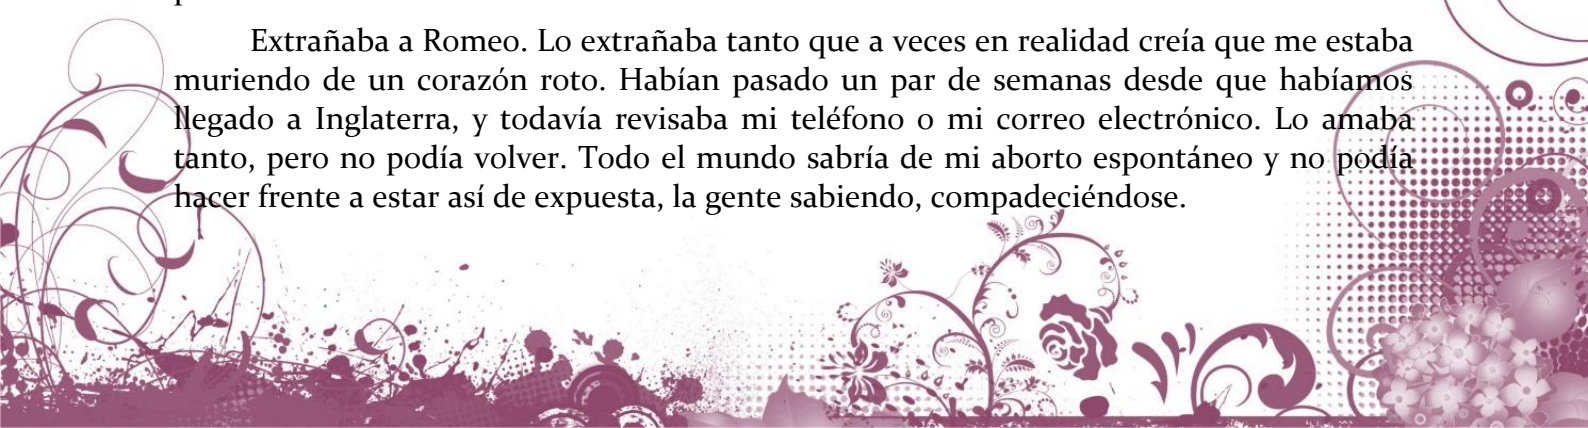 Extrañaba a Romeo. Lo extrañaba tanto que a veces en realidad creía que me estaba
muriendo de un corazón roto. Habían pasado un par de semanas desde que habíamos
llegado a Inglaterra, y todavía revisaba mi teléfono o mi correo electrónico. Lo amaba
tanto, pero no podía volver. Todo el mundo sabría de mi aborto espontáneo y no podía
hacer frente a estar así de expuesta, la gente sabiendo, compadeciéndose.